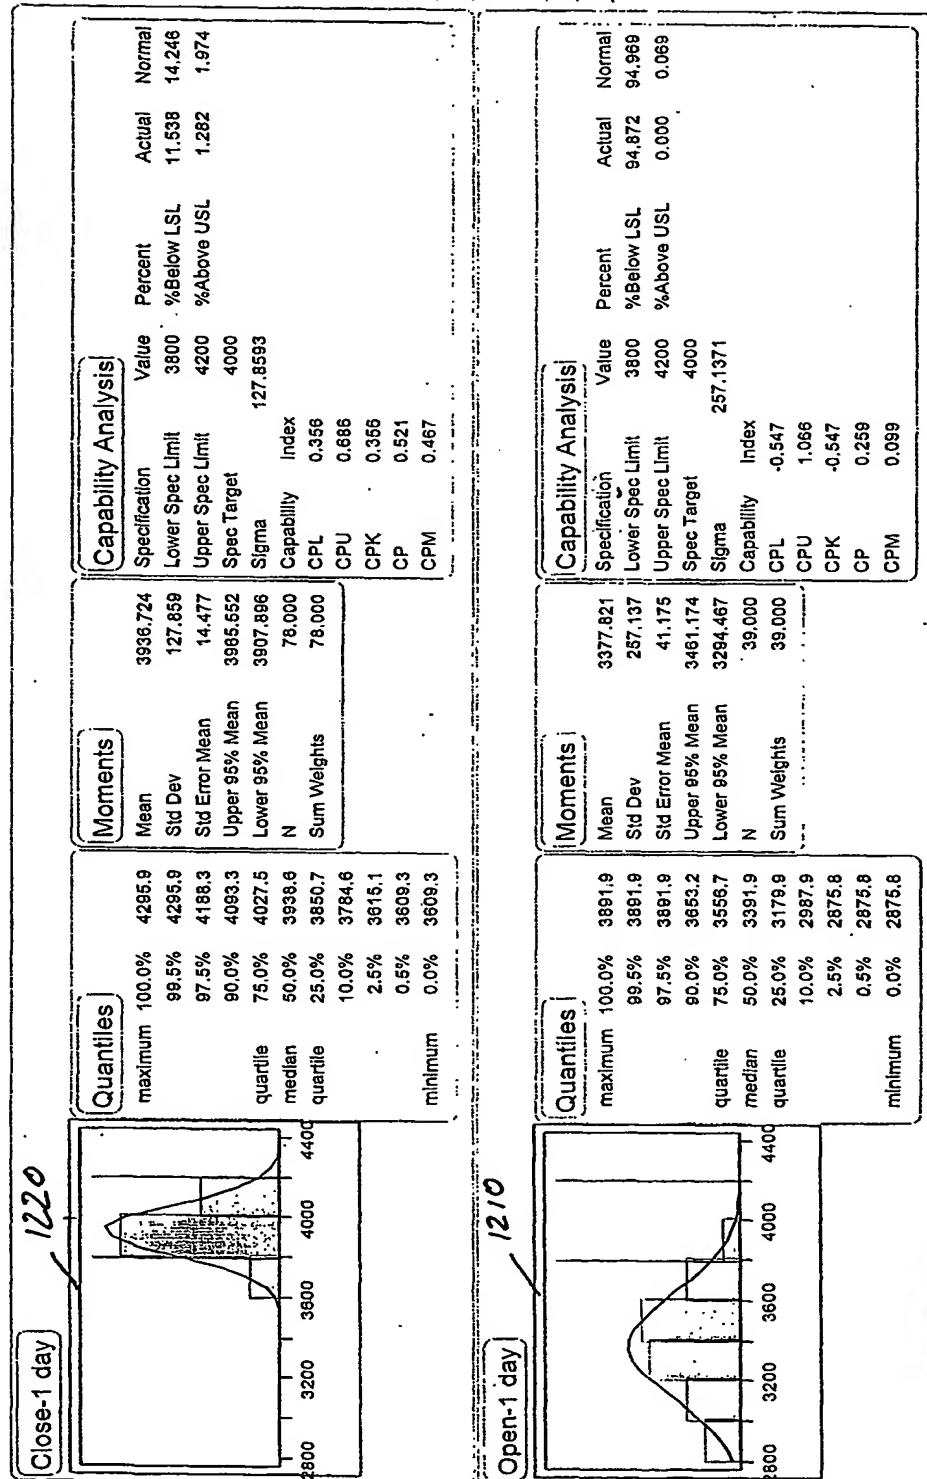 Close-1 day
1220
2800 3200 3600 4000 4400
Quantiles
maximum 100.0% 4295.9
99.5% 4295.9
97.5% 4188.3
90.0% 4093.3
quartile 75.0% 4027.5
median 50.0% 3938.6
quartile 25.0% 3850.7
10.0% 3784.6
2.5% 3615.1
0.5% 3609.3
minimum 0.0% 3609.3
Moments
Mean 3936.724
Std Dev 127.859
Std Error Mean 14.477
Upper 95% Mean 3965.552
Lower 95% Mean 3907.896
N 78.000
Sum Weights 78.000
Capability Analysis
Specification Value Percent Actual Normal
Lower Spec Limit 3800 %Below LSL 11.538 14.246
Upper Spec Limit 4200 %Above USL 1.282 1.974
Spec Target 4000
Sigma 127.8593
Capability Index
CPL 0.356
CPU 0.686
CPK 0.356
CP 0.521
CPM 0.467
Open-1 day
1210
2800 3200 3600 4000 4400
Quantiles
maximum 100.0% 3891.9
99.5% 3891.9
97.5% 3891.9
90.0% 3653.2
quartile 75.0% 3556.7
median 50.0% 3391.9
quartile 25.0% 3179.9
10.0% 2987.9
2.5% 2875.8
0.5% 2875.8
minimum 0.0% 2875.8
Moments
Mean 3377.821
Std Dev 257.137
Std Error Mean 41.175
Upper 95% Mean 3461.174
Lower 95% Mean 3294.467
N 39.000
Sum Weights 39.000
Capability Analysis
Specification Value Percent Actual Normal
Lower Spec Limit 3800 %Below LSL 94.872 94.969
Upper Spec Limit 4200 %Above USL 0.000 0.069
Spec Target 4000
Sigma 257.1371
Capability Index
CPL -0.547
CPU 1.066
CPK -0.547
CP 0.259
CPM 0.099